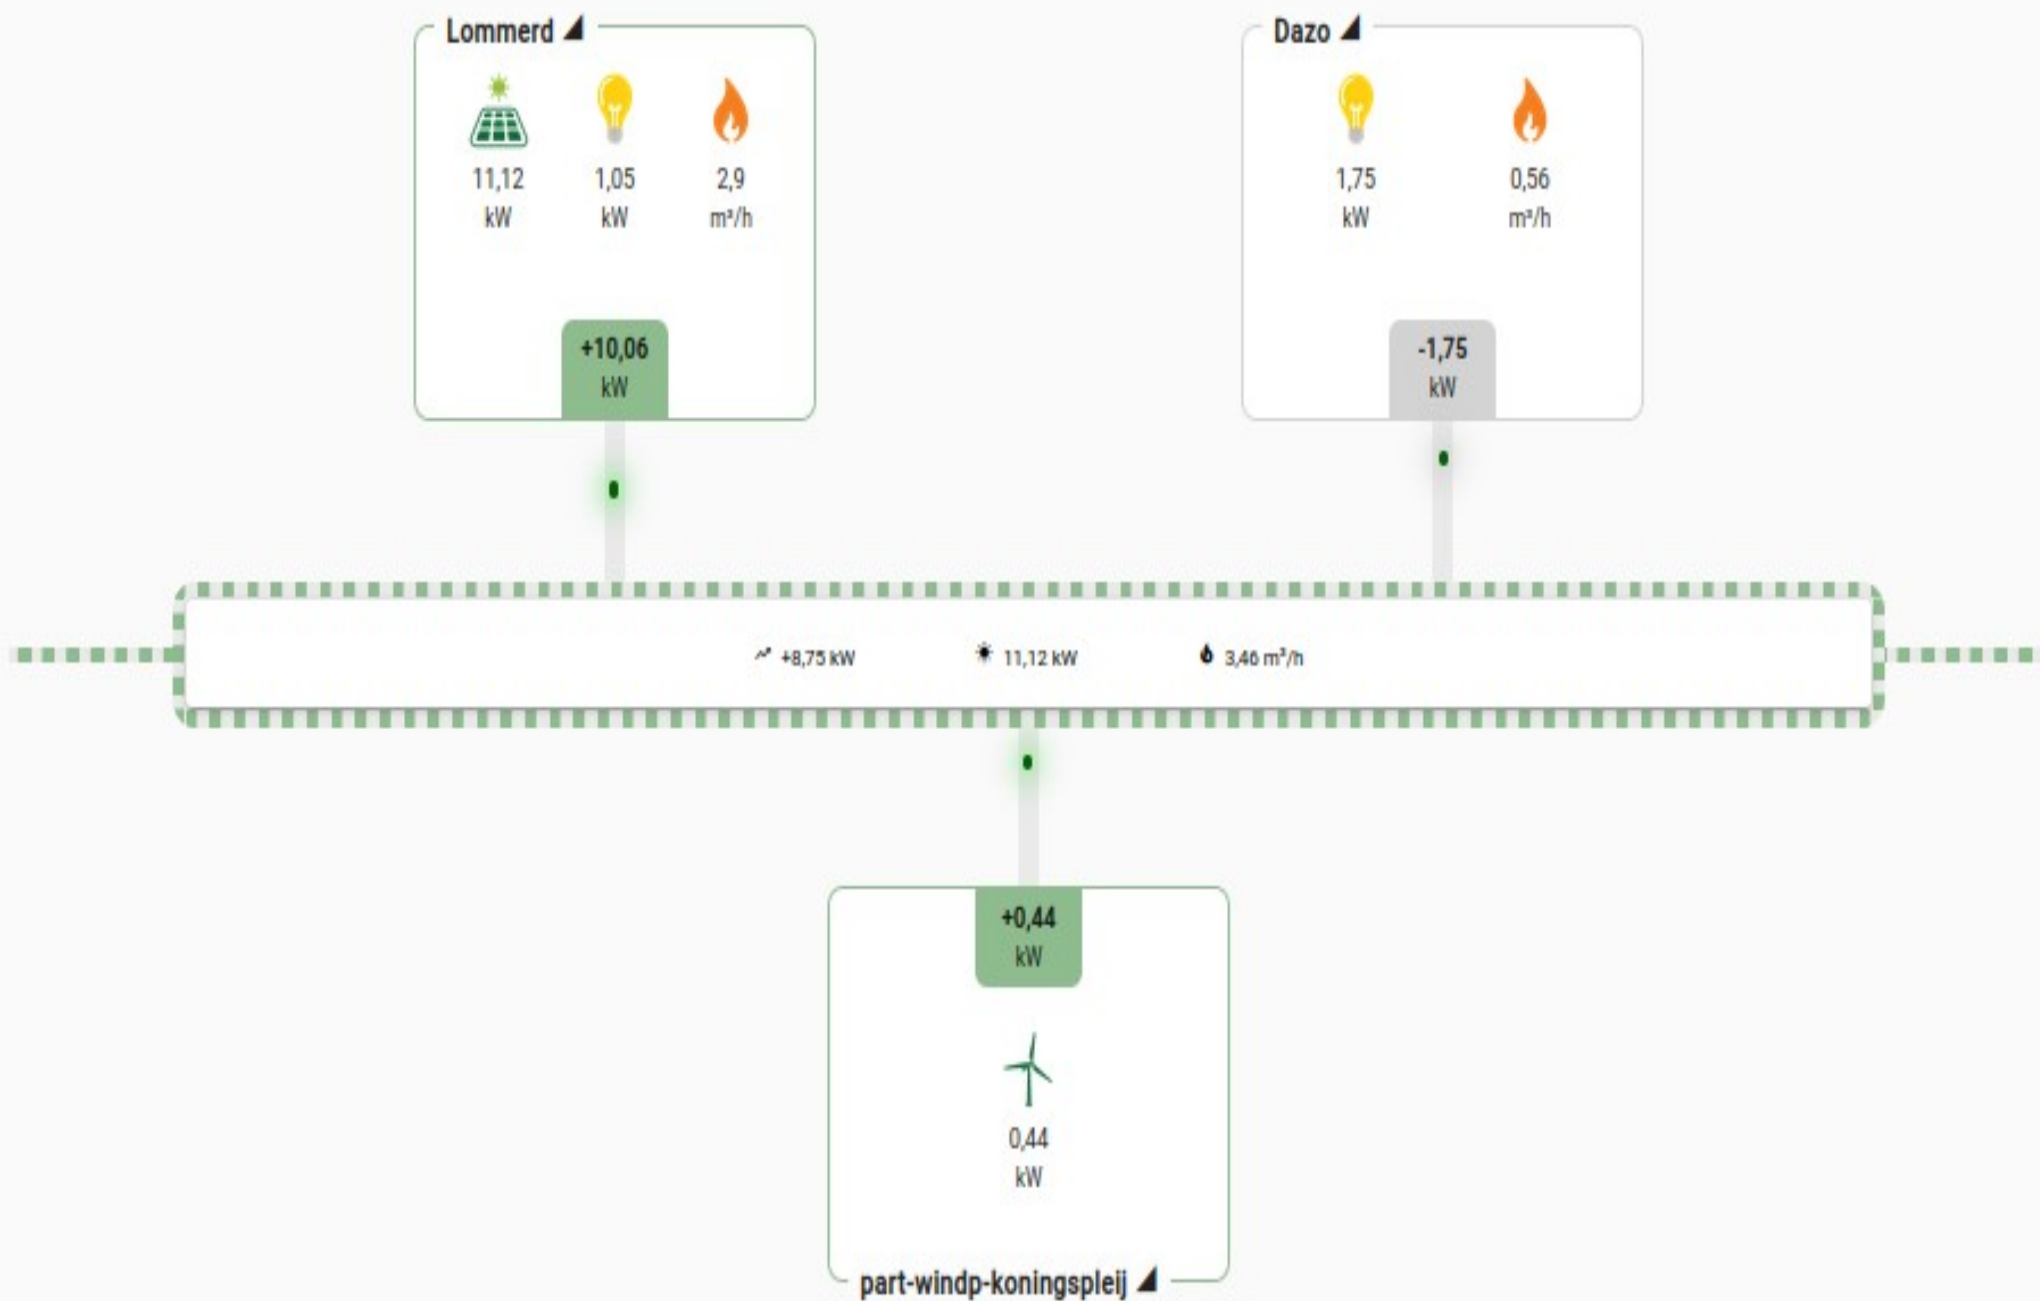 Lommerd
11,12 kW
1,05 kW
2,9 m³/h
+10,06 kW
Dazo
1,75 kW
0,56 m³/h
-1,75 kW
+8,75 kW 11,12 kW 3,46 m³/h
+0,44 kW
0,44 kW
part-windp-koningspleij